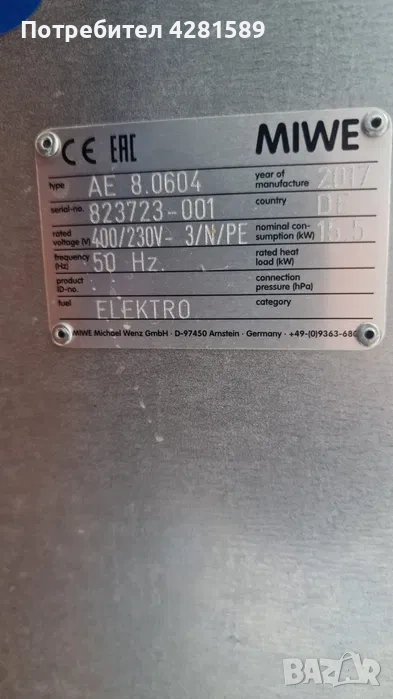 Потребител 4281589
CE EAC MIWE
type AE 8.0604 year of manufacture 2017
serial-no. 823723-001 country DE
rated voltage (V) 400/230V- 3/N/PE nominal consumption (kW) 15.5
frequency (Hz) 50 Hz. rated heat load (kW)
product ID-no. connection pressure (hPa)
fuel ELEKTRO category
MIWE Michael Wenz GmbH · D-97450 Arnstein · Germany · +49-(0)9363-680
BAZAR